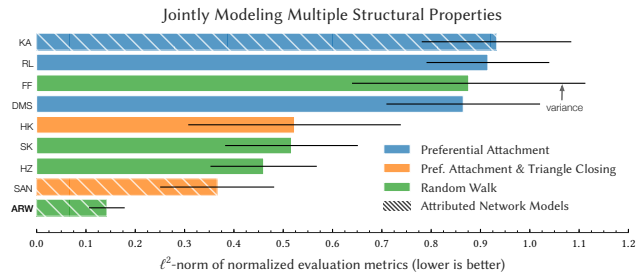 Jointly Modeling Multiple Structural Properties
KA
RL
FF
DMS
variance
HK
SK
Preferential Attachment
HZ
Pref. Attachment & Triangle Closing
SAN
Random Walk
ARW
Attributed Network Models
0.0 0.1 0.2 0.3 0.4 0.5 0.6 0.7 0.8 0.9 1.0 1.1 1.2
ℓ²-norm of normalized evaluation metrics (lower is better)